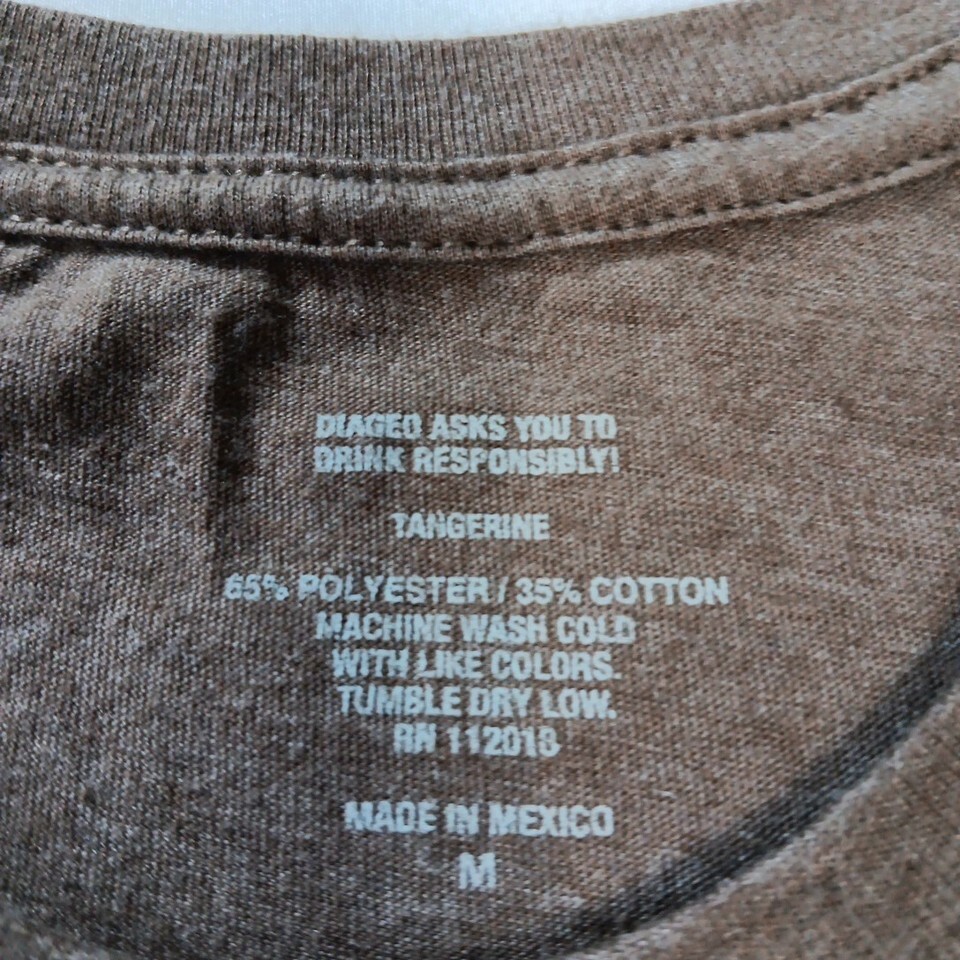 DIAGEO ASKS YOU TO
DRINK RESPONSIBLY!
TANGERINE
65% POLYESTER / 35% COTTON
MACHINE WASH COLD
WITH LIKE COLORS.
TUMBLE DRY LOW.
RN 112018
MADE IN MEXICO
M